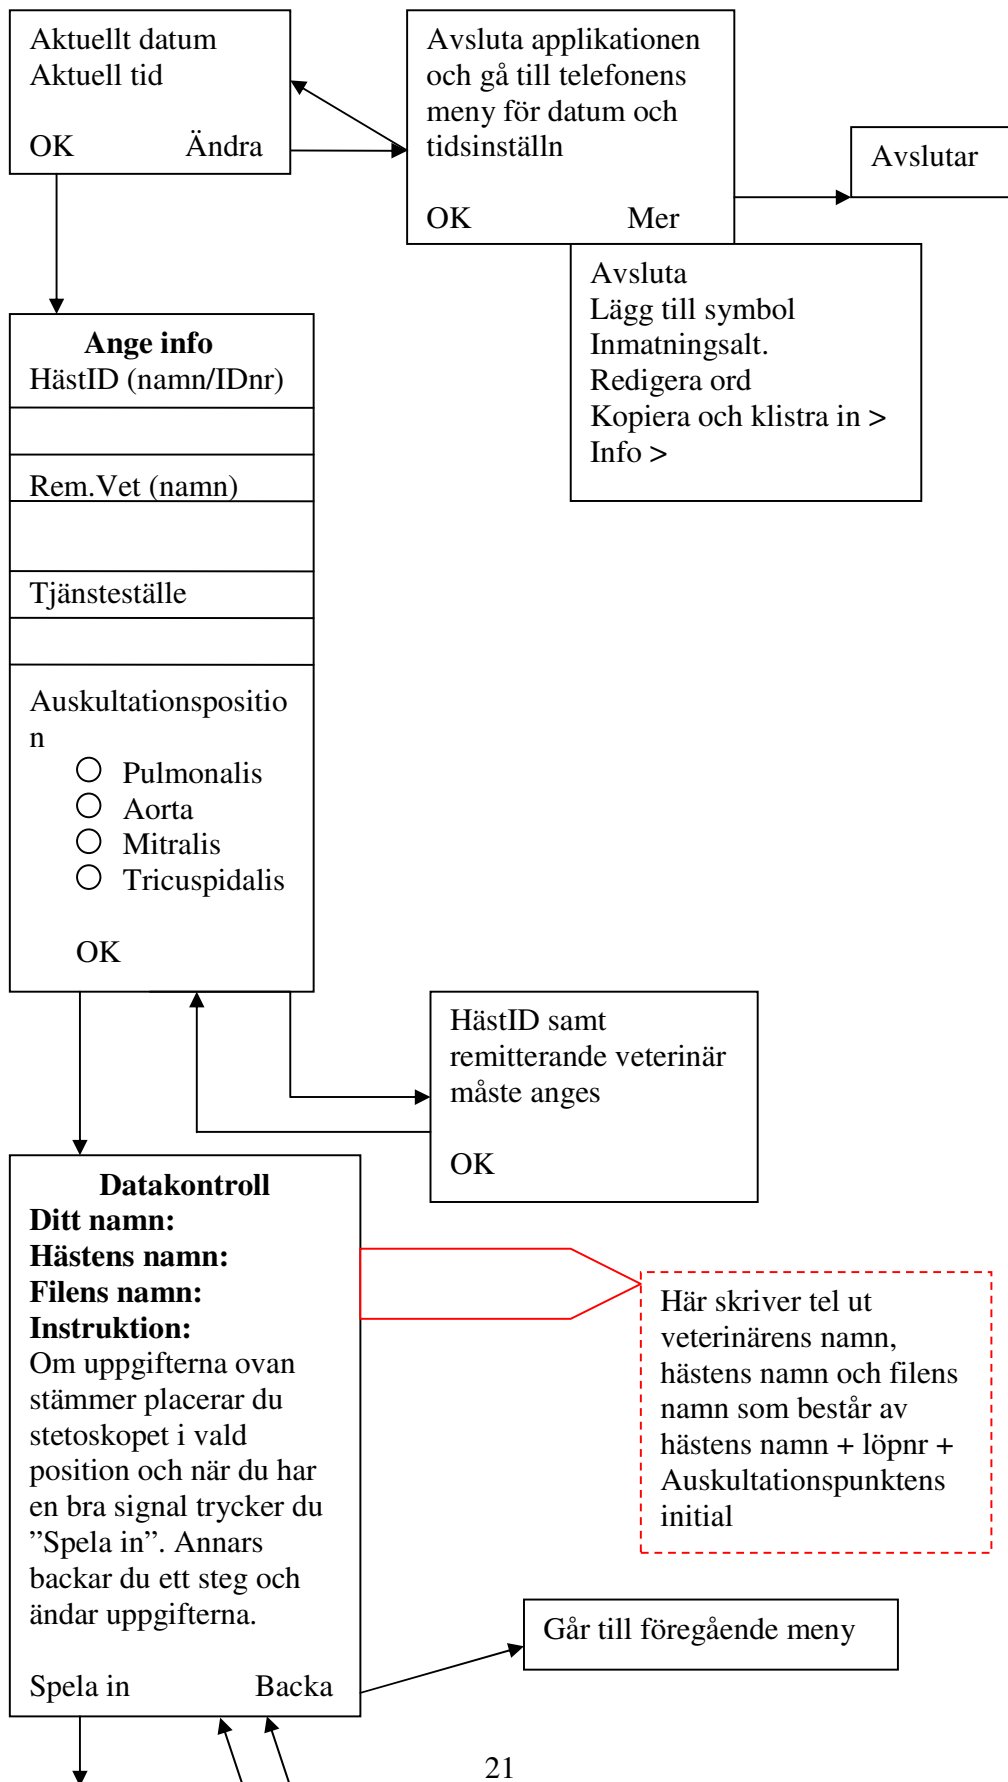 Aktuellt datum
Aktuell tid
OK Ändra
Avsluta applikationen
och gå till telefonens
meny för datum och
tidsinställn
OK Mer
Avslutar
Avsluta
Lägg till symbol
Inmatningsalt.
Redigera ord
Kopiera och klistra in >
Info >
Ange info
HästID (namn/IDnr)
Rem.Vet (namn)
Tjänsteställe
Auskultationspositio
n
Pulmonalis
Aorta
Mitralis
Tricuspidalis
OK
HästID samt
remitterande veterinär
måste anges
OK
Datakontroll
Ditt namn:
Hästens namn:
Filens namn:
Instruktion:
Om uppgifterna ovan
stämmer placerar du
stetoskopet i vald
position och när du har
en bra signal trycker du
”Spela in”. Annars
backar du ett steg och
ändar uppgifterna.
Spela in Backa
Här skriver tel ut
veterinärens namn,
hästens namn och filens
namn som består av
hästens namn + löpnr +
Auskultationspunktens
initial
Går till föregående meny
21